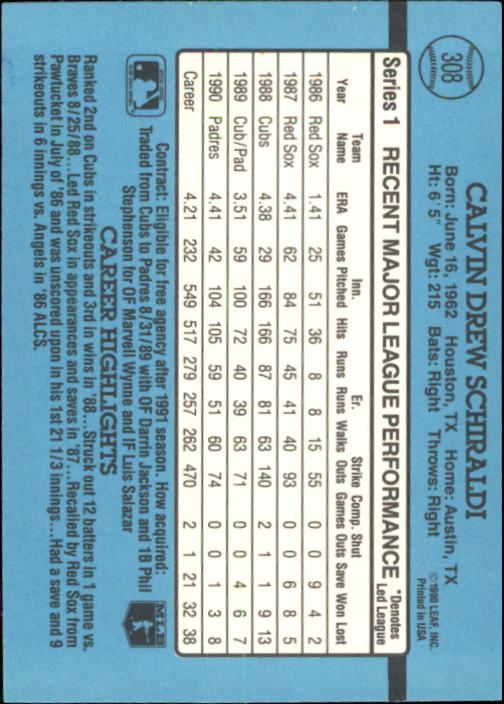 308
CALVIN DREW SCHIRALDI
©1990 LEAF, INC.
Printed in USA
Born: June 16, 1962 Houston, TX Home: Austin, TX
Ht: 6' 5" Wgt: 215 Bats: Right Throws: Right
Series 1 RECENT MAJOR LEAGUE PERFORMANCE *Denotes Led League
Year Team Name ERA Games Inn. Pitched Hits Runs Er. Runs Walks Strike Outs Comp. Games Shut Outs Save Won Lost
1986 Red Sox 1.41 25 51 36 8 8 15 55 0 0 9 4 2
1987 Red Sox 4.41 62 84 75 45 41 40 93 0 0 6 8 5
1988 Cubs 4.38 29 166 166 87 81 63 140 2 1 1 9 13
1989 Cub/Pad 3.51 59 100 72 40 39 63 71 0 0 4 6 7
1990 Padres 4.41 42 104 105 59 51 60 74 0 0 1 3 8
Career 4.21 232 549 517 279 257 262 470 2 1 21 32 38
Contract: Eligible for free agency after 1991 season. How acquired:
Traded from Cubs to Padres 8/31/89 with OF Darrin Jackson and 1B Phil
Stephenson for OF Marvell Wynne and IF Luis Salazar
MLB
CAREER HIGHLIGHTS
Ranked 2nd on Cubs in strikeouts and 3rd in wins in '88...Struck out 12 batters in 1 game vs.
Braves 8/25/88...Led Red Sox in appearances and saves in '87...Recalled by Red Sox from
Pawtucket in July of '86 and was unscored upon in his 1st 21 1/3 innings...Had a save and 9
strikeouts in 6 innings vs. Angels in '86 ALCS.